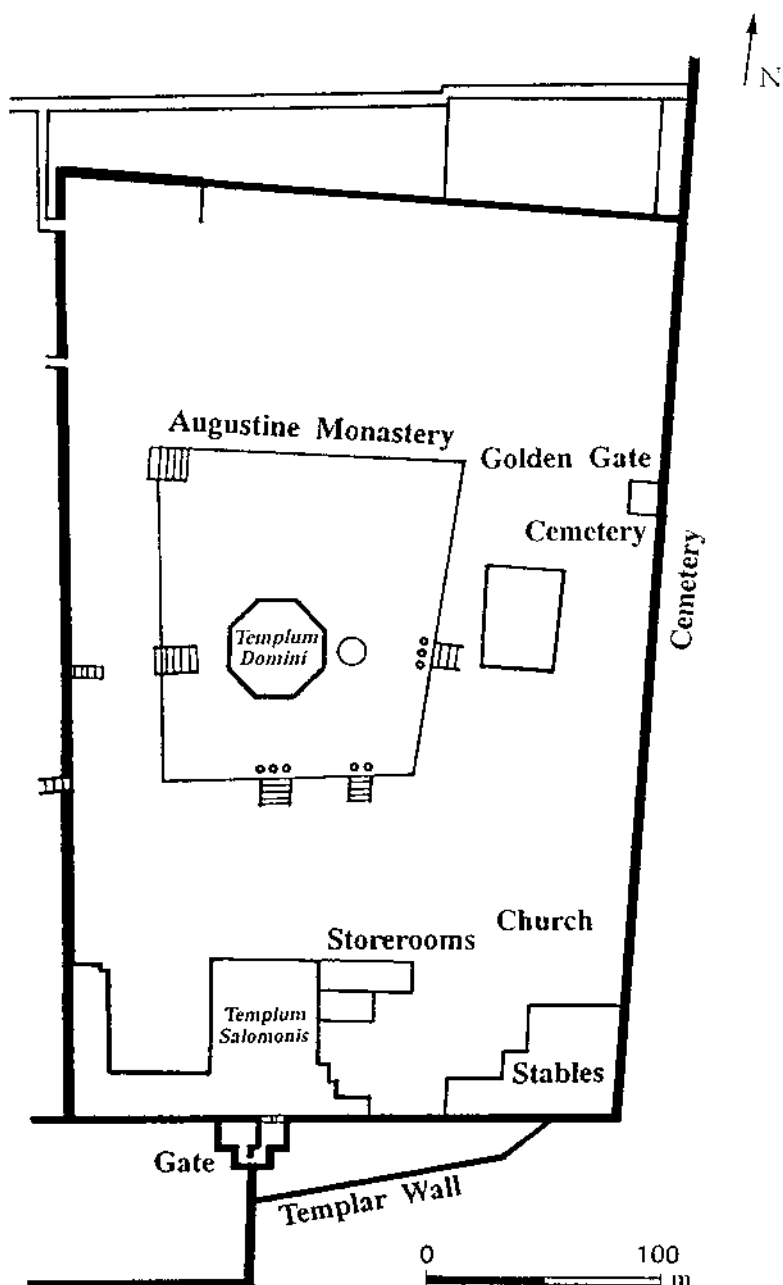 N
Augustine Monastery
Golden Gate
Cemetery
Cemetery
Templum
Domini
Church
Storerooms
Templum
Salomonis
Stables
Gate
Templar Wall
0 100
m